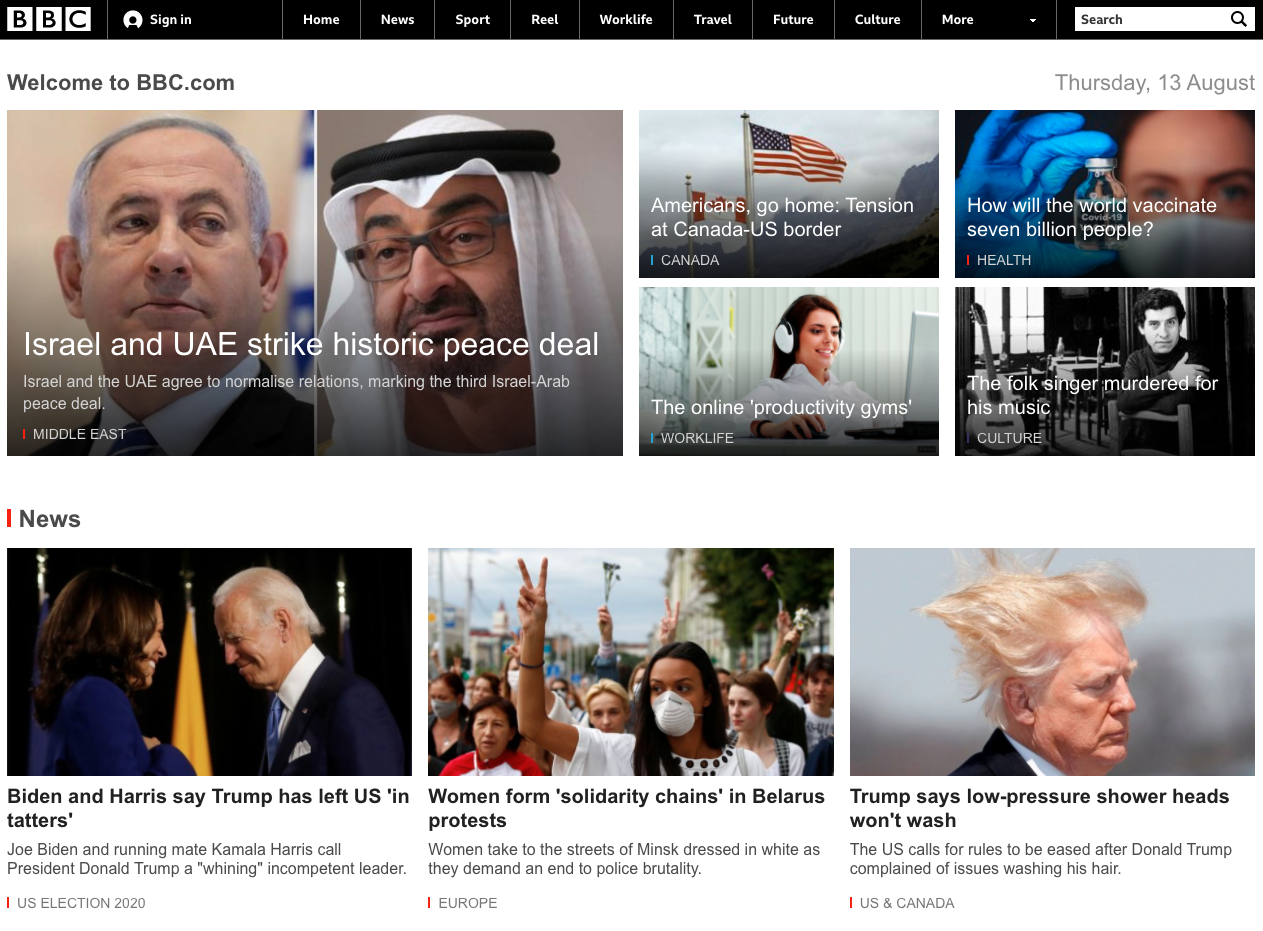 BBC
Sign in
Home
News
Sport
Reel
Worklife
Travel
Future
Culture
More
Search
Welcome to BBC.com
Thursday, 13 August
Israel and UAE strike historic peace deal
Israel and the UAE agree to normalise relations, marking the third Israel-Arab
peace deal.
MIDDLE EAST
Americans, go home: Tension
at Canada-US border
CANADA
Covid-19
How will the world vaccinate
seven billion people?
HEALTH
The online 'productivity gyms'
WORKLIFE
The folk singer murdered for
his music
CULTURE
News
Biden and Harris say Trump has left US 'in
tatters'
Joe Biden and running mate Kamala Harris call
President Donald Trump a "whining" incompetent leader.
US ELECTION 2020
Women form 'solidarity chains' in Belarus
protests
Women take to the streets of Minsk dressed in white as
they demand an end to police brutality.
EUROPE
Trump says low-pressure shower heads
won't wash
The US calls for rules to be eased after Donald Trump
complained of issues washing his hair.
US & CANADA